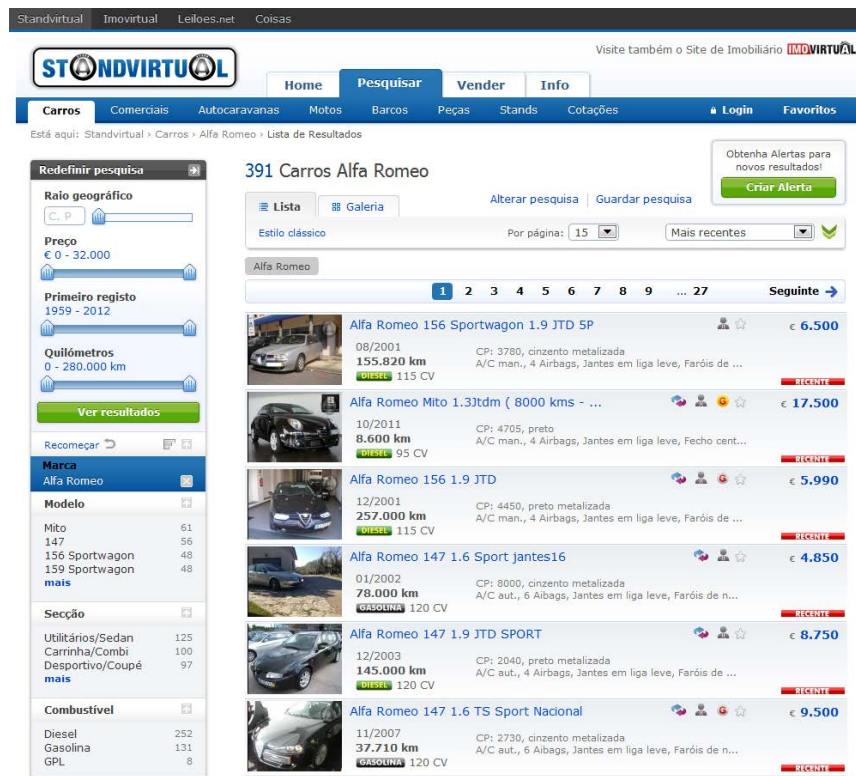 Standvirtual Imovirtual Leiloes.net Coisas
Visite também o Site de Imobiliário IMOVIRTUAL
STANDVIRTUAL
Home Pesquisar Vender Info
Carros Comerciais Autocaravanas Motos Barcos Peças Stands Cotações Login Favoritos
Está aqui: Standvirtual › Carros › Alfa Romeo › Lista de Resultados
Redefinir pesquisa
Raio geográfico
C. P
Preço
€ 0 - 32.000
Primeiro registo
1959 - 2012
Quilómetros
0 - 280.000 km
Ver resultados
Recomeçar
Marca
Alfa Romeo
Modelo
Mito 61
147 56
156 Sportwagon 48
159 Sportwagon 48
mais
Secção
Utilitários/Sedan 125
Carrinha/Combi 100
Desportivo/Coupé 97
mais
Combustível
Diesel 252
Gasolina 131
GPL 8
391 Carros Alfa Romeo
Obtenha Alertas para
novos resultados!
Criar Alerta
Lista Galeria Alterar pesquisa Guardar pesquisa
Estilo clássico Por página: 15 Mais recentes
Alfa Romeo
1 2 3 4 5 6 7 8 9 ... 27 Seguinte
Alfa Romeo 156 Sportwagon 1.9 JTD 5P € 6.500
08/2001
155.820 km
DIESEL 115 CV
CP: 3780, cinzento metalizada
A/C man., 4 Airbags, Jantes em liga leve, Faróis de ...
RECENTE
Alfa Romeo Mito 1.3Jtdm ( 8000 kms - ... G € 17.500
10/2011
8.600 km
DIESEL 95 CV
CP: 4705, preto
A/C man., 4 Airbags, Jantes em liga leve, Fecho cent...
RECENTE
Alfa Romeo 156 1.9 JTD G € 5.990
12/2001
257.000 km
DIESEL 115 CV
CP: 4450, preto metalizada
A/C man., 4 Airbags, Jantes em liga leve, Faróis de ...
RECENTE
Alfa Romeo 147 1.6 Sport jantes16 € 4.850
01/2002
78.000 km
GASOLINA 120 CV
CP: 8000, cinzento metalizada
A/C aut., 6 Aibags, Jantes em liga leve, Faróis de n...
RECENTE
Alfa Romeo 147 1.9 JTD SPORT € 8.750
12/2003
145.000 km
DIESEL 120 CV
CP: 2040, preto metalizada
A/C aut., 4 Airbags, Jantes em liga leve, Faróis de ...
RECENTE
Alfa Romeo 147 1.6 TS Sport Nacional G € 9.500
11/2007
37.710 km
GASOLINA 120 CV
CP: 2730, cinzento metalizada
A/C aut., 6 Aibags, Jantes em liga leve, Faróis de n...
RECENTE